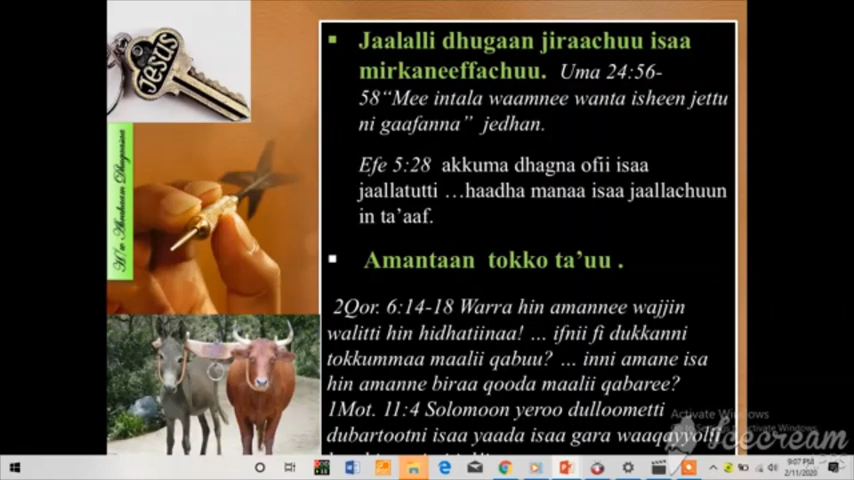 Jesus
▪ Jaalalli dhugaan jiraachuu isaa
mirkaneeffachuu. Uma 24:56-
58“Mee intala waamnee wanta isheen jettu
ni gaafanna” jedhan.
Efe 5:28 akkuma dhagna ofii isaa
jaallatutti …haadha manaa isaa jaallachuun
in ta’aaf.
▪ Amantaan tokko ta’uu .
2Qor. 6:14-18 Warra hin amannee wajjin
walitti hin hidhatiinaa! … ifnii fi dukkanni
tokkummaa maalii qabuu? … inni amane isa
hin amanne biraa qooda maalii qabaree?
1Mot. 11:4 Solomoon yeroo dulloometti
dubartootni isaa yaada isaa gara waaqayyolii
Activate Windows
Icecream
9:07 PM
2/11/2020